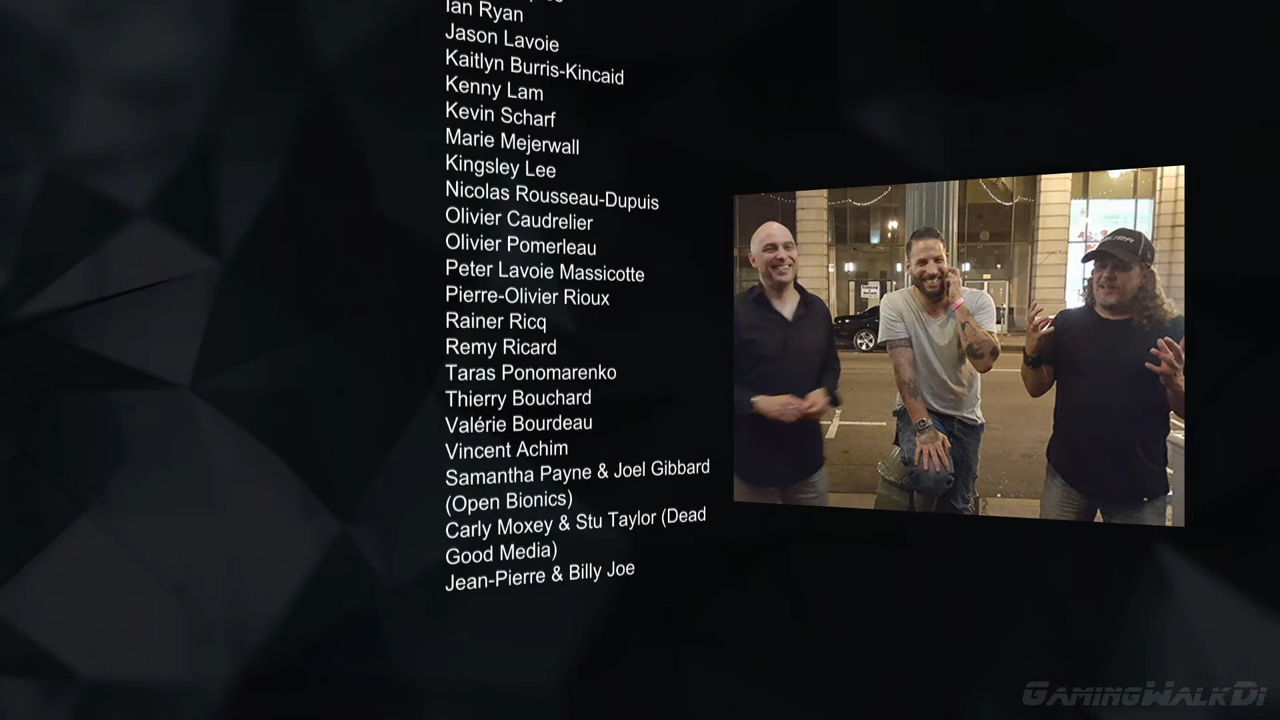 Ian Ryan
Jason Lavoie
Kaitlyn Burris-Kincaid
Kenny Lam
Kevin Scharf
Marie Mejerwall
Kingsley Lee
Nicolas Rousseau-Dupuis
Olivier Caudrelier
Olivier Pomerleau
Peter Lavoie Massicotte
Pierre-Olivier Rioux
Rainer Ricq
Remy Ricard
Taras Ponomarenko
Thierry Bouchard
Valérie Bourdeau
Vincent Achim
Samantha Payne & Joel Gibbard
(Open Bionics)
Carly Moxey & Stu Taylor (Dead
Good Media)
Jean-Pierre & Billy Joe
GamingWalkDi